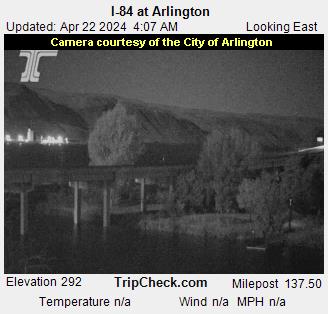 I-84 at Arlington
Updated: Apr 22 2024 4:07 AM Looking East
Camera courtesy of the City of Arlington
Elevation 292 TripCheck.com Milepost 137.50
Temperature n/a Wind n/a MPH n/a